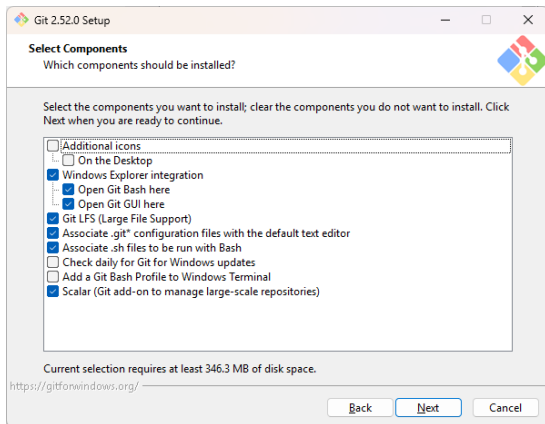 Git 2.52.0 Setup
Select Components
Which components should be installed?
Select the components you want to install; clear the components you do not want to install. Click
Next when you are ready to continue.
Additional icons
On the Desktop
Windows Explorer integration
Open Git Bash here
Open Git GUI here
Git LFS (Large File Support)
Associate .git* configuration files with the default text editor
Associate .sh files to be run with Bash
Check daily for Git for Windows updates
Add a Git Bash Profile to Windows Terminal
Scalar (Git add-on to manage large-scale repositories)
Current selection requires at least 346.3 MB of disk space.
https://gitforwindows.org/
Back Next Cancel